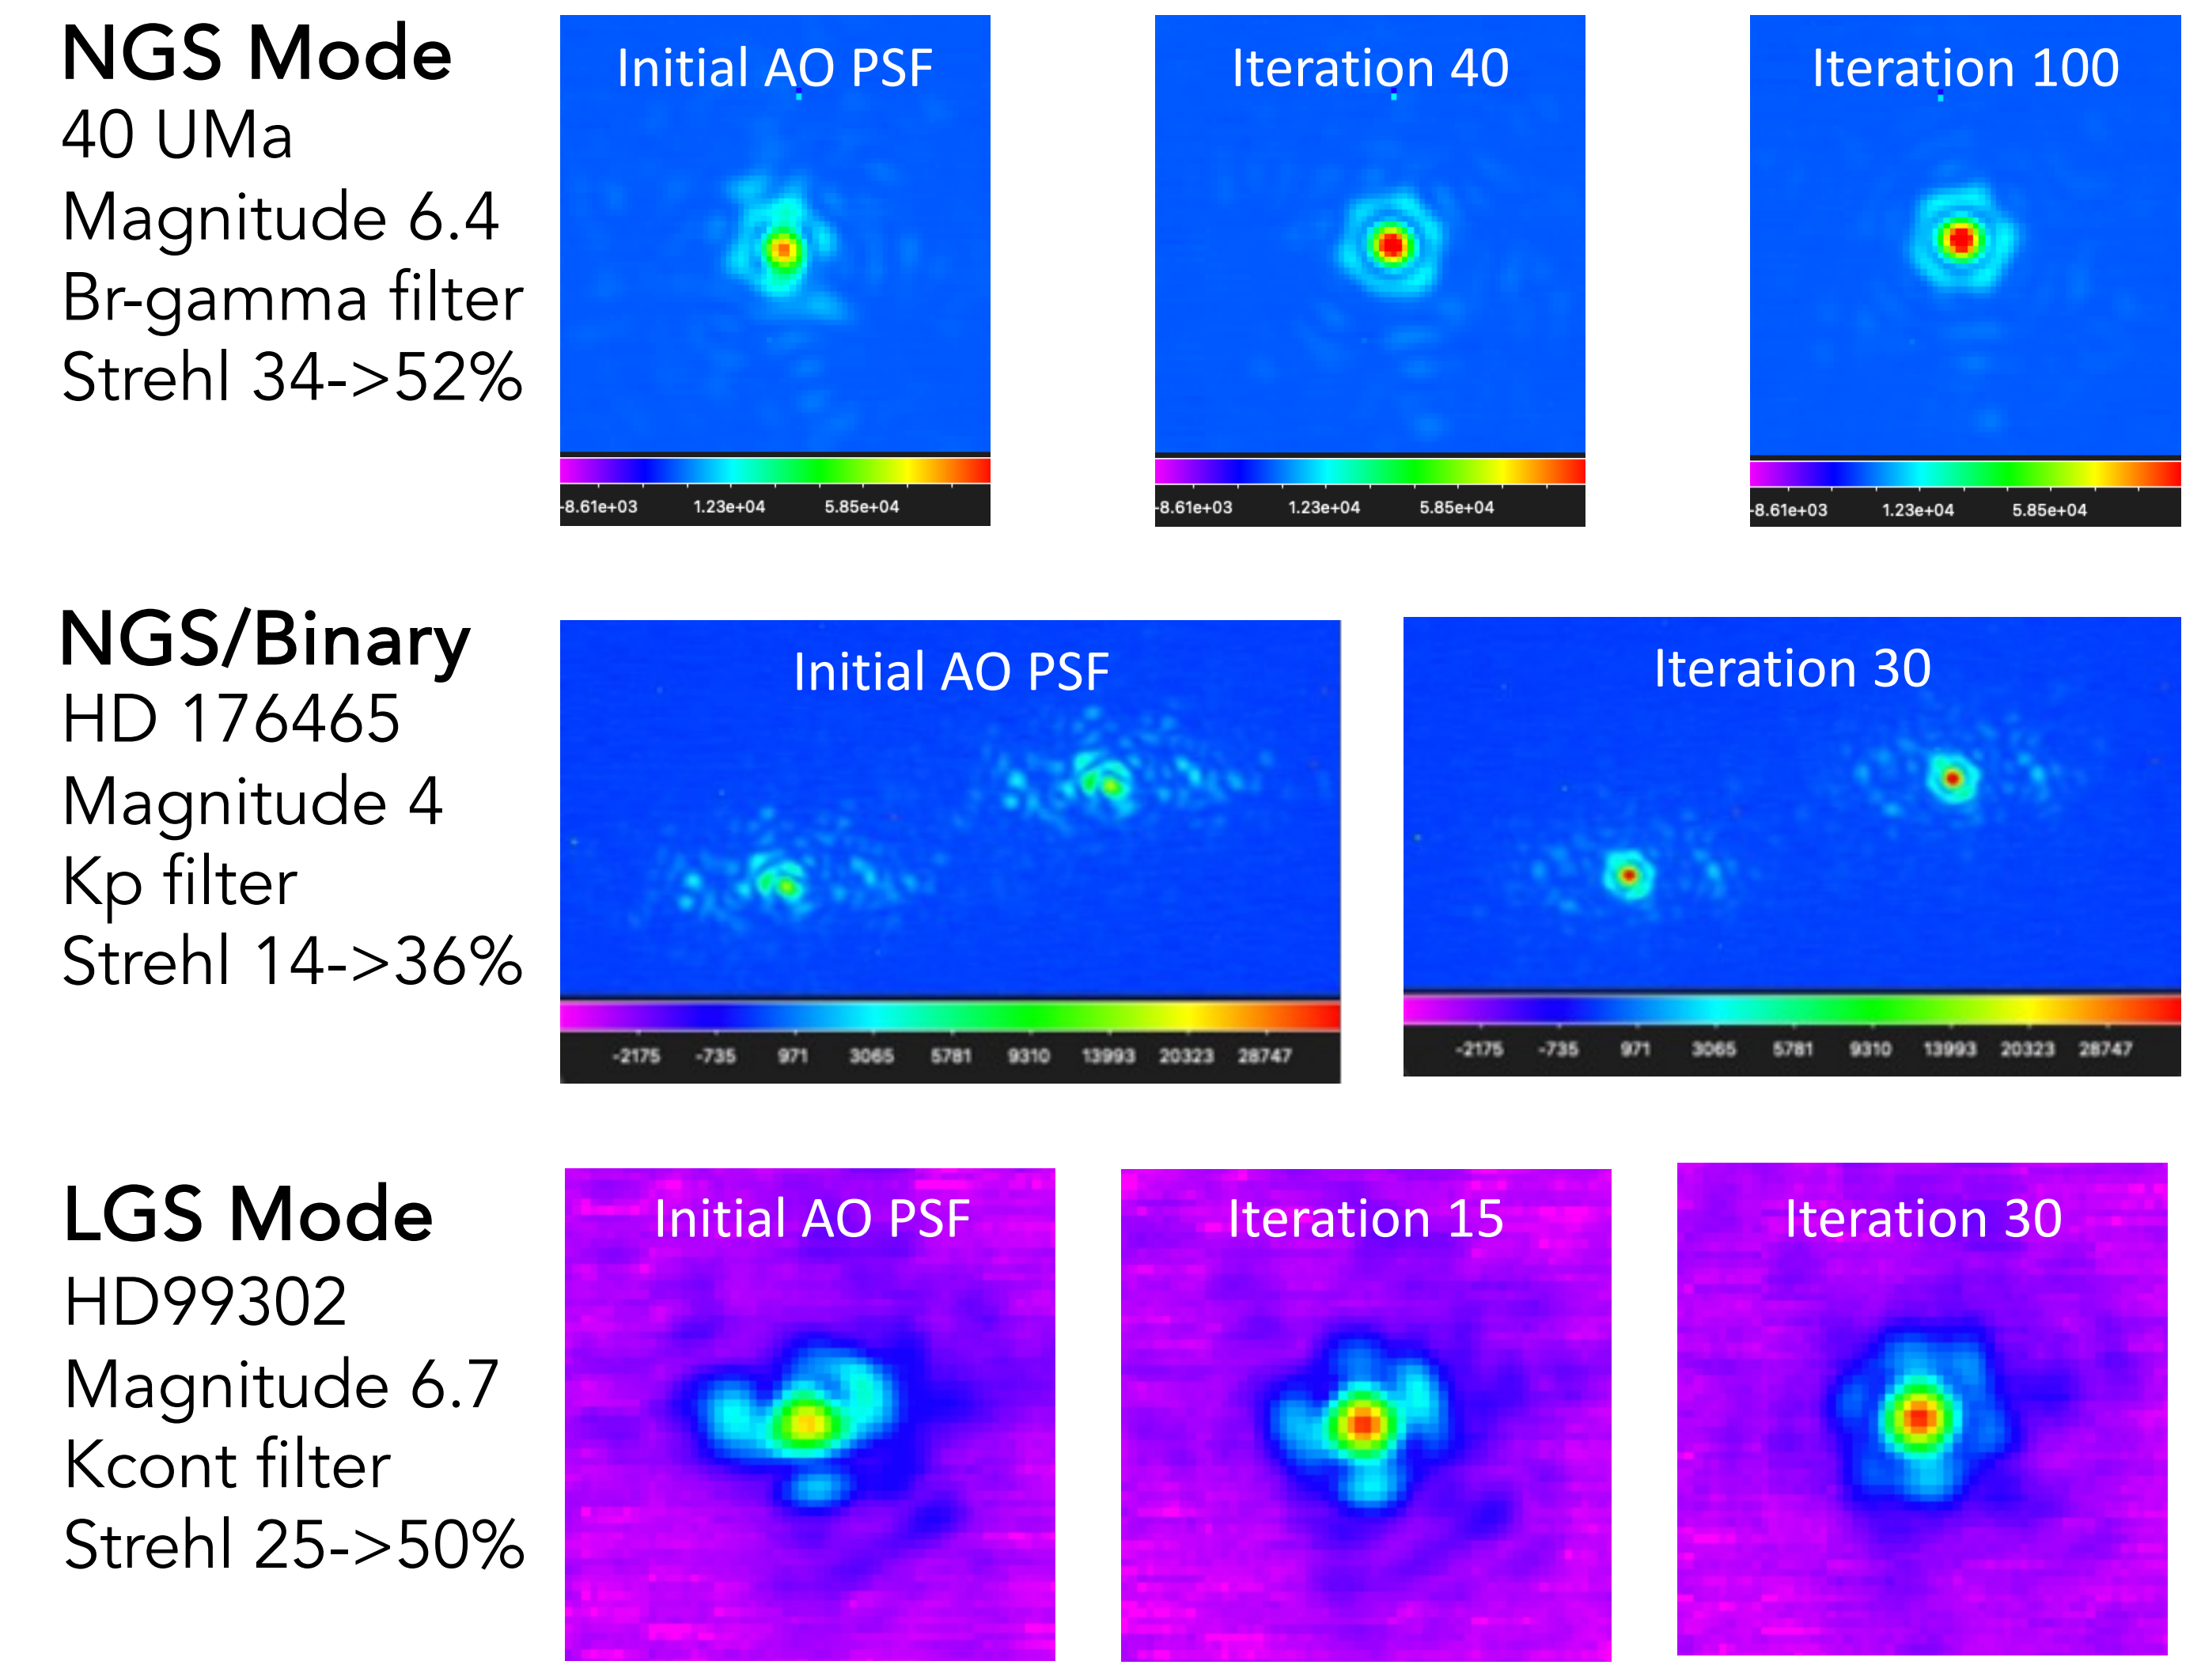 NGS Mode
40 UMa
Magnitude 6.4
Br-gamma filter
Strehl 34->52%
Initial AO PSF
Iteration 40
Iteration 100
-8.61e+03 1.23e+04 5.85e+04
-8.61e+03 1.23e+04 5.85e+04
-8.61e+03 1.23e+04 5.85e+04
NGS/Binary
HD 176465
Magnitude 4
Kp filter
Strehl 14->36%
Initial AO PSF
Iteration 30
-2175 -735 971 3065 5781 9310 13993 20323 28747
-2175 -735 971 3065 5781 9310 13993 20323 28747
LGS Mode
HD99302
Magnitude 6.7
Kcont filter
Strehl 25->50%
Initial AO PSF
Iteration 15
Iteration 30